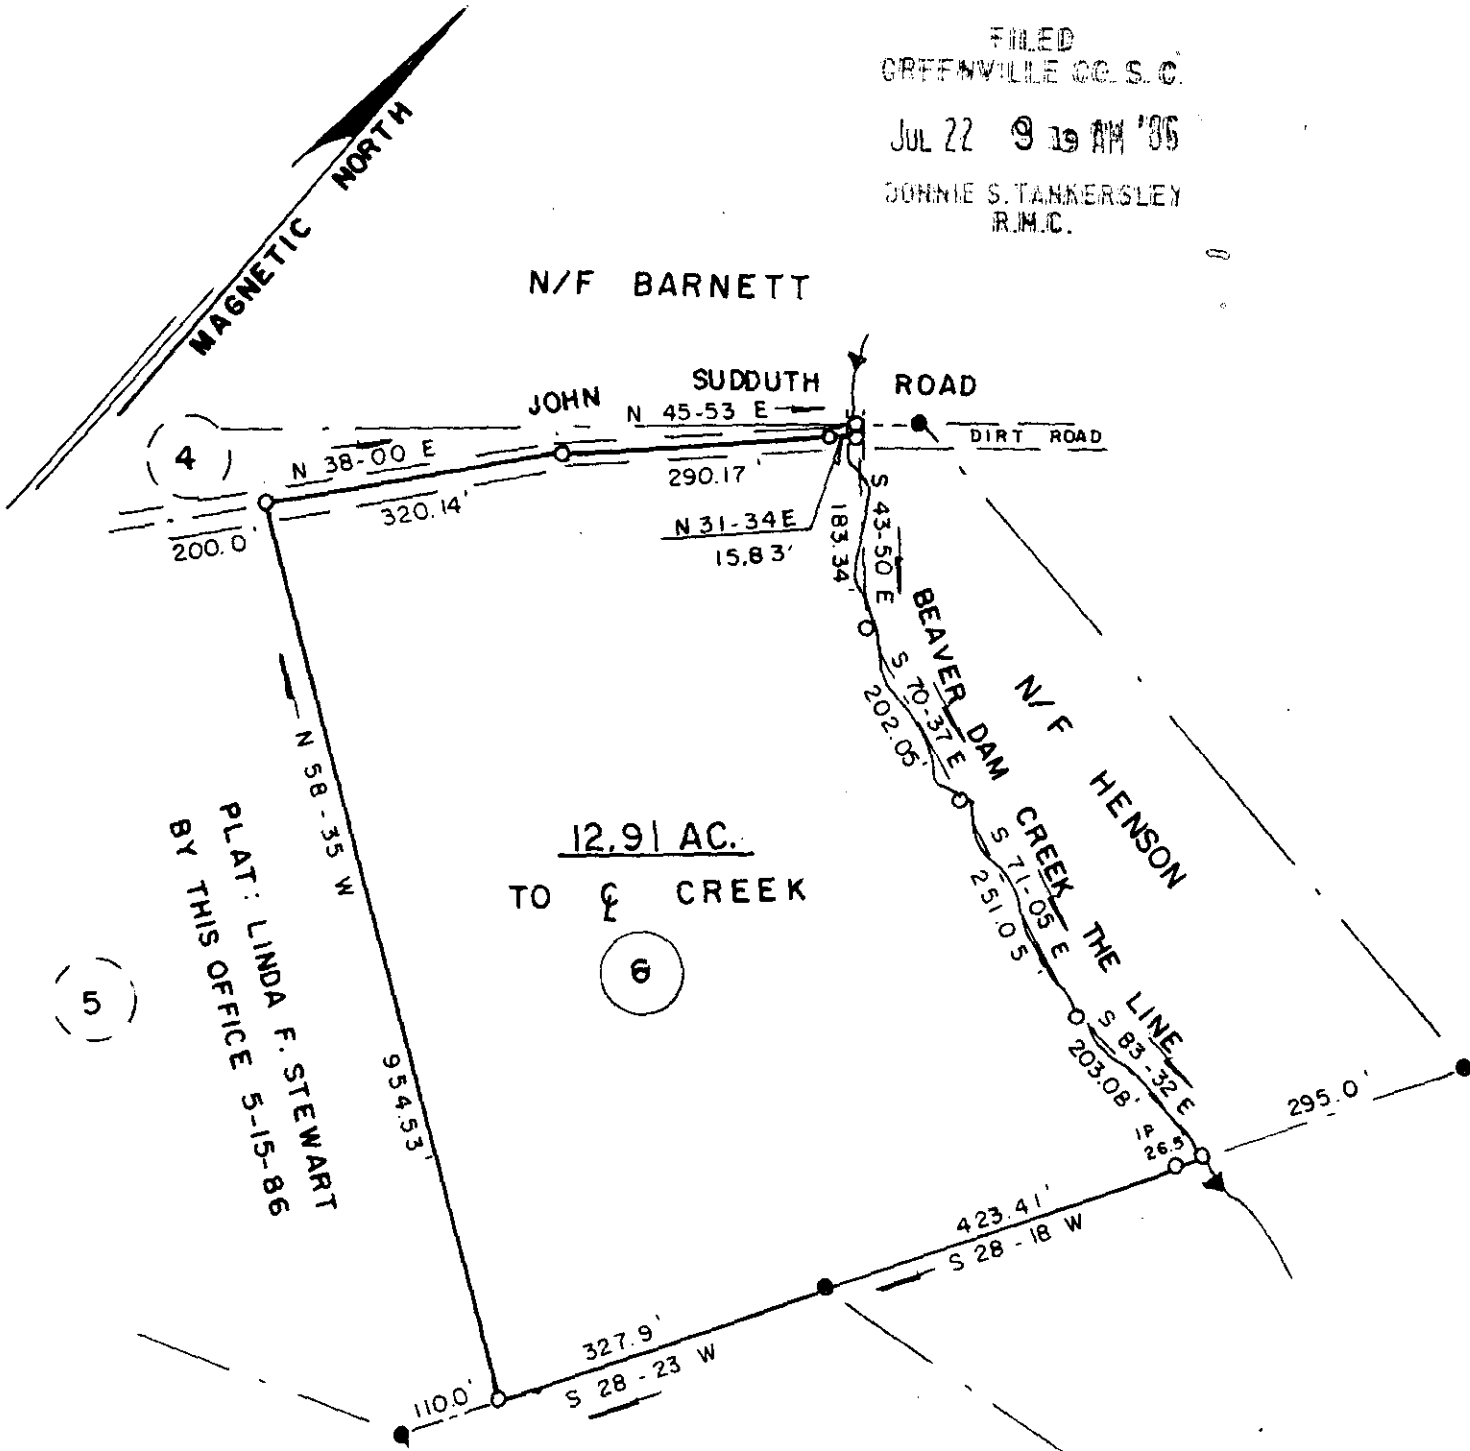 FILED
GREENVILLE CO. S. C.
JUL 22 9 19 AM '86
DONNIE S. TANKERSLEY
R.M.C.
MAGNETIC NORTH
N/F BARNETT
JOHN SUDDUTH ROAD
N 45-53 E
DIRT ROAD
4
N 38-00 E
290.17'
320.14'
200.0'
N 31-34 E
15.83'
S 43-50 E
183.34'
BEAVER DAM CREEK THE LINE
S 70-37 E
202.05'
N/F HENSON
N 58-35 W
954.53'
PLAT: LINDA F. STEWART
BY THIS OFFICE 5-15-86
12.91 AC.
TO ℄ CREEK
6
5
S 71-05 E
251.05'
S 83-32 E
203.08'
IP
26.5'
295.0'
423.41'
S 28-18 W
327.9'
S 28-23 W
110.0'